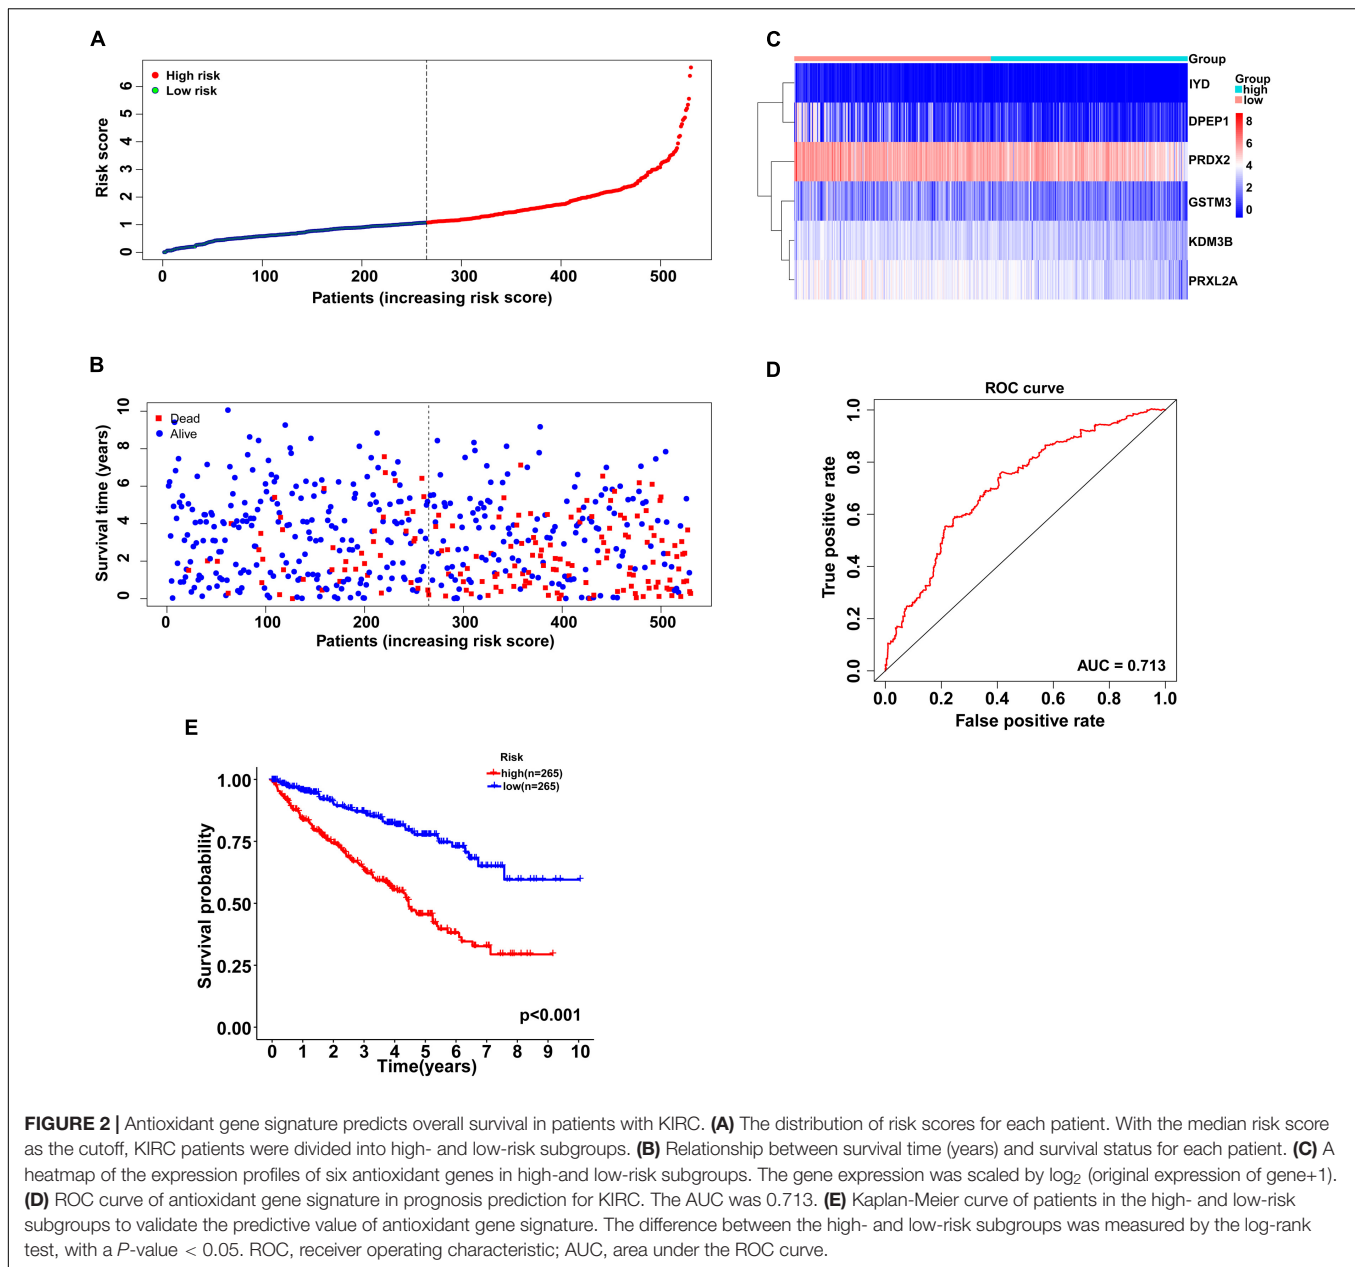 A
High risk
Low risk
Risk score
0 1 2 3 4 5 6
0 100 200 300 400 500
Patients (increasing risk score)
B
Dead
Alive
Survival time (years)
0 2 4 6 8 10
0 100 200 300 400 500
Patients (increasing risk score)
C
Group
IYD
DPEP1
PRDX2
GSTM3
KDM3B
PRXL2A
Group
high
low
8
6
4
2
0
D
ROC curve
True positive rate
0.0 0.2 0.4 0.6 0.8 1.0
AUC = 0.713
0.0 0.2 0.4 0.6 0.8 1.0
False positive rate
E
Risk
high(n=265)
low(n=265)
Survival probability
1.00
0.75
0.50
0.25
0.00
p<0.001
0 1 2 3 4 5 6 7 8 9 10
Time(years)
FIGURE 2 | Antioxidant gene signature predicts overall survival in patients with KIRC. (A) The distribution of risk scores for each patient. With the median risk score
as the cutoff, KIRC patients were divided into high- and low-risk subgroups. (B) Relationship between survival time (years) and survival status for each patient. (C) A
heatmap of the expression profiles of six antioxidant genes in high-and low-risk subgroups. The gene expression was scaled by log2 (original expression of gene+1).
(D) ROC curve of antioxidant gene signature in prognosis prediction for KIRC. The AUC was 0.713. (E) Kaplan-Meier curve of patients in the high- and low-risk
subgroups to validate the predictive value of antioxidant gene signature. The difference between the high- and low-risk subgroups was measured by the log-rank
test, with a P-value < 0.05. ROC, receiver operating characteristic; AUC, area under the ROC curve.